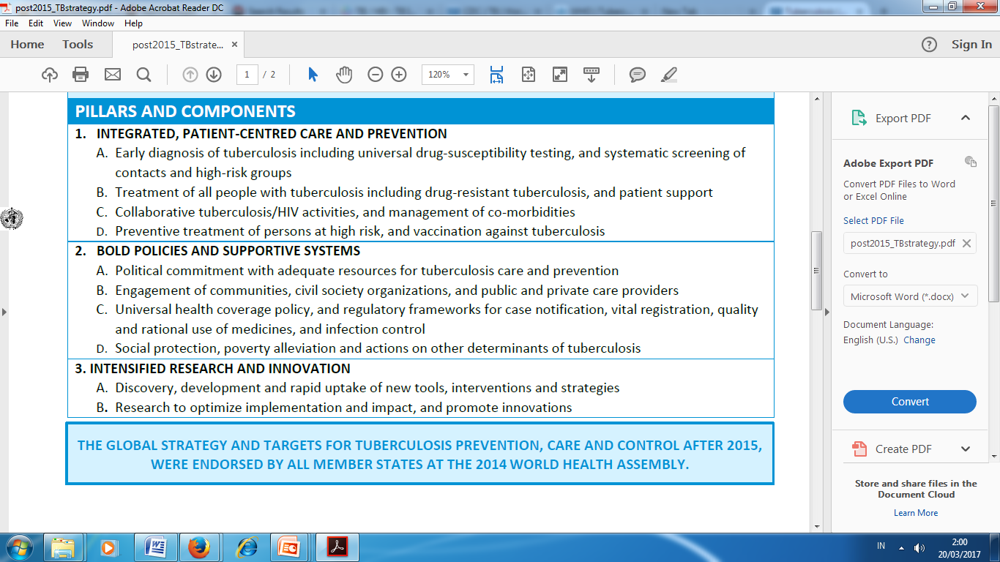 post2015_TBstrategy.pdf - Adobe Acrobat Reader DC
File Edit View Window Help
Home Tools post2015_TBstrate... × Sign In
1 / 2 120%
PILLARS AND COMPONENTS
1. INTEGRATED, PATIENT-CENTRED CARE AND PREVENTION
A. Early diagnosis of tuberculosis including universal drug-susceptibility testing, and systematic screening of
contacts and high-risk groups
B. Treatment of all people with tuberculosis including drug-resistant tuberculosis, and patient support
C. Collaborative tuberculosis/HIV activities, and management of co-morbidities
D. Preventive treatment of persons at high risk, and vaccination against tuberculosis
2. BOLD POLICIES AND SUPPORTIVE SYSTEMS
A. Political commitment with adequate resources for tuberculosis care and prevention
B. Engagement of communities, civil society organizations, and public and private care providers
C. Universal health coverage policy, and regulatory frameworks for case notification, vital registration, quality
and rational use of medicines, and infection control
D. Social protection, poverty alleviation and actions on other determinants of tuberculosis
3. INTENSIFIED RESEARCH AND INNOVATION
A. Discovery, development and rapid uptake of new tools, interventions and strategies
B. Research to optimize implementation and impact, and promote innovations
THE GLOBAL STRATEGY AND TARGETS FOR TUBERCULOSIS PREVENTION, CARE AND CONTROL AFTER 2015,
WERE ENDORSED BY ALL MEMBER STATES AT THE 2014 WORLD HEALTH ASSEMBLY.
Export PDF
Adobe Export PDF
Convert PDF Files to Word
or Excel Online
Select PDF File
post2015_TBstrategy.pdf
Convert to
Microsoft Word (*.docx)
Document Language:
English (U.S.) Change
Convert
Create PDF
Store and share files in the
Document Cloud
Learn More
IN
2:00
20/03/2017